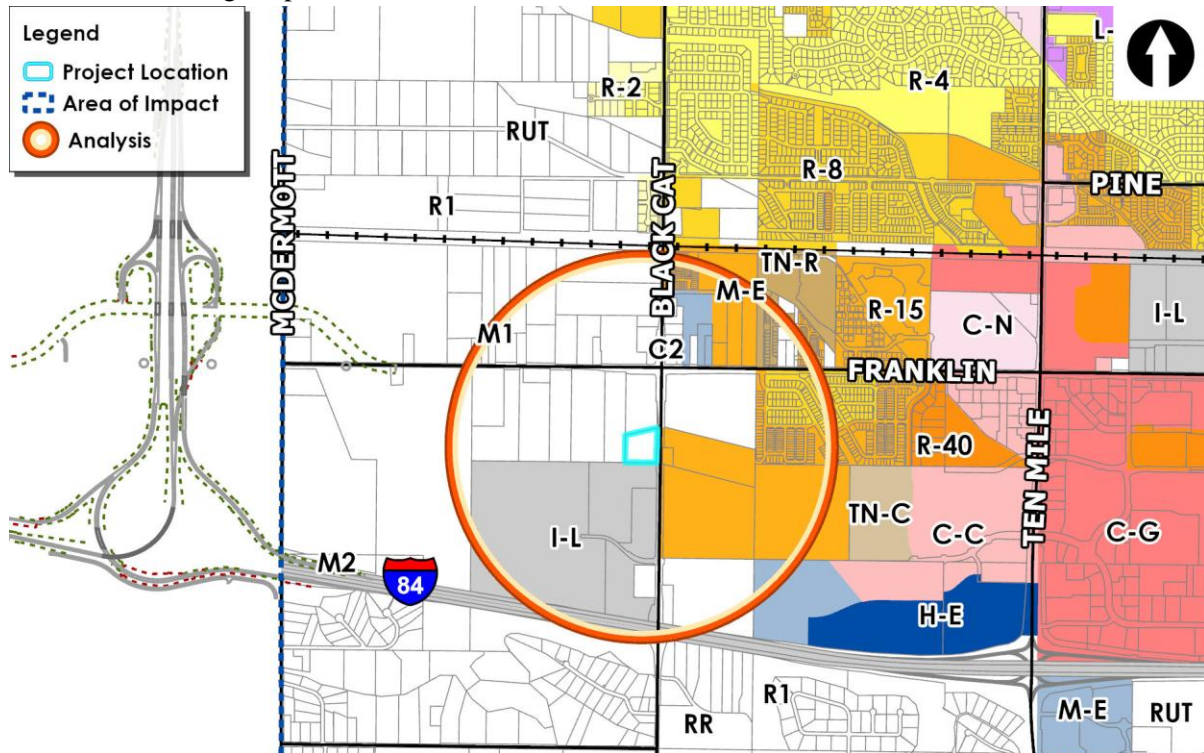 Legend
Project Location
Area of Impact
Analysis
L-
R-4
R-2
RUT
R-8
BLACK CAT
MCDERMOTT
PINE
R1
TN-R
M-E
R-15
C-N
I-L
M1
C2
FRANKLIN
R-40
TEN MILE
TN-C
C-C
C-G
I-L
M2
84
H-E
R1
RR
M-E
RUT